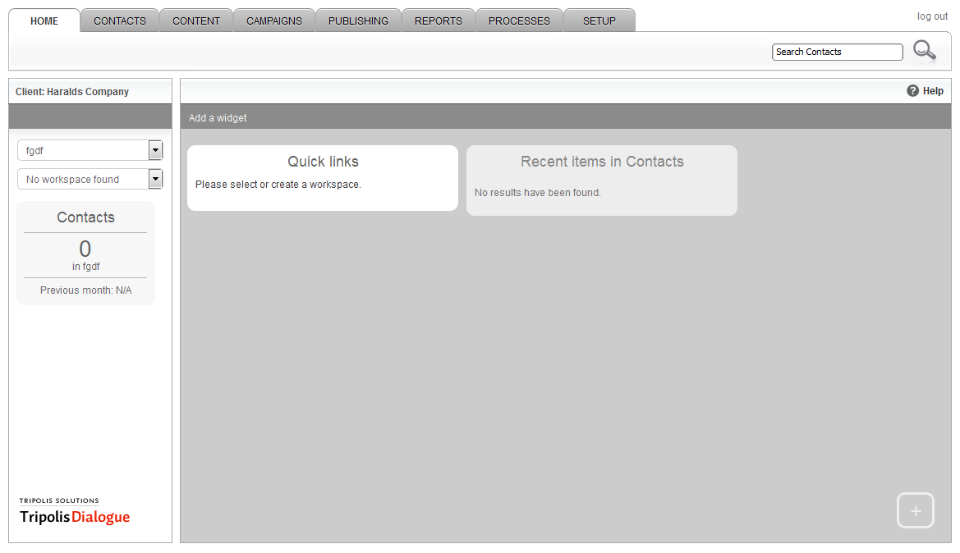 HOME
CONTACTS
CONTENT
CAMPAIGNS
PUBLISHING
REPORTS
PROCESSES
SETUP
log out
Search Contacts
Client: Haralds Company
? Help
Add a widget
fgdf
No workspace found
Contacts
0
in fgdf
Previous month: N/A
Quick links
Please select or create a workspace.
Recent items in Contacts
No results have been found.
TRIPOLIS SOLUTIONS
TripolisDialogue
+